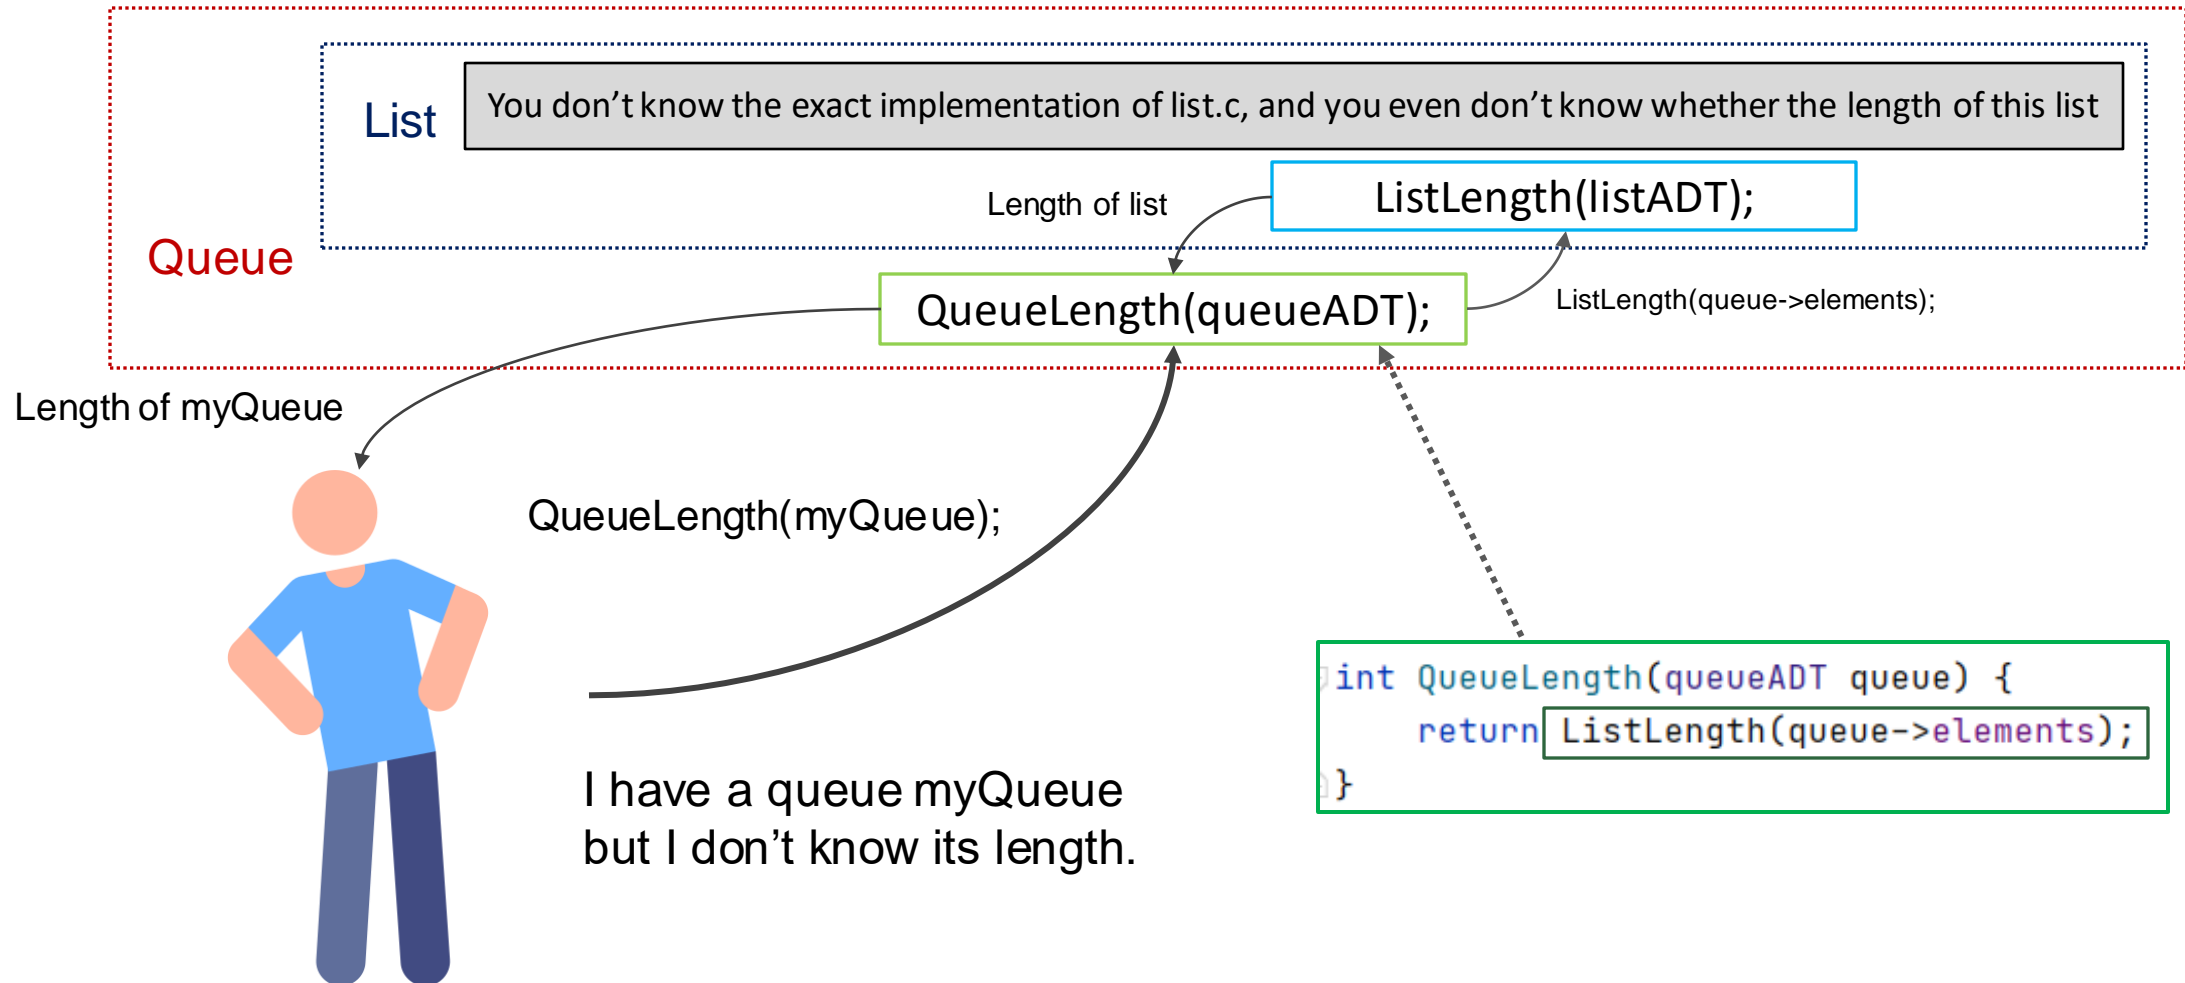 List
You don’t know the exact implementation of list.c, and you even don’t know whether the length of this list
Length of list
ListLength(listADT);
Queue
QueueLength(queueADT);
ListLength(queue->elements);
Length of myQueue
QueueLength(myQueue);
int QueueLength(queueADT queue) {
return ListLength(queue->elements);
}
I have a queue myQueue
but I don’t know its length.